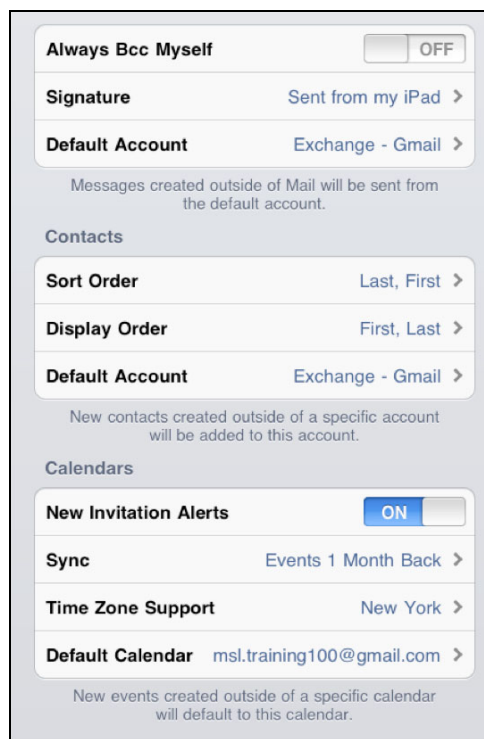 Always Bcc Myself OFF
Signature Sent from my iPad
Default Account Exchange - Gmail
Messages created outside of Mail will be sent from
the default account.
Contacts
Sort Order Last, First
Display Order First, Last
Default Account Exchange - Gmail
New contacts created outside of a specific account
will be added to this account.
Calendars
New Invitation Alerts ON
Sync Events 1 Month Back
Time Zone Support New York
Default Calendar msl.training100@gmail.com
New events created outside of a specific calendar
will default to this calendar.